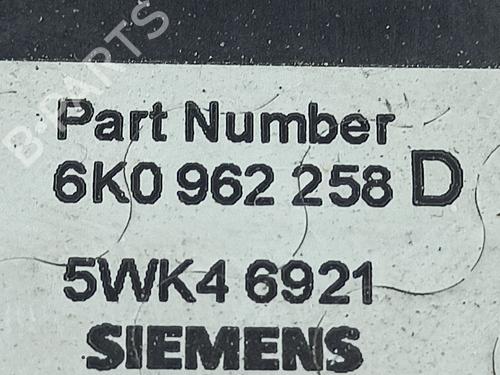 B-PARTS
Part Number
6K0 962 258 D
5WK4 6921
SIEMENS